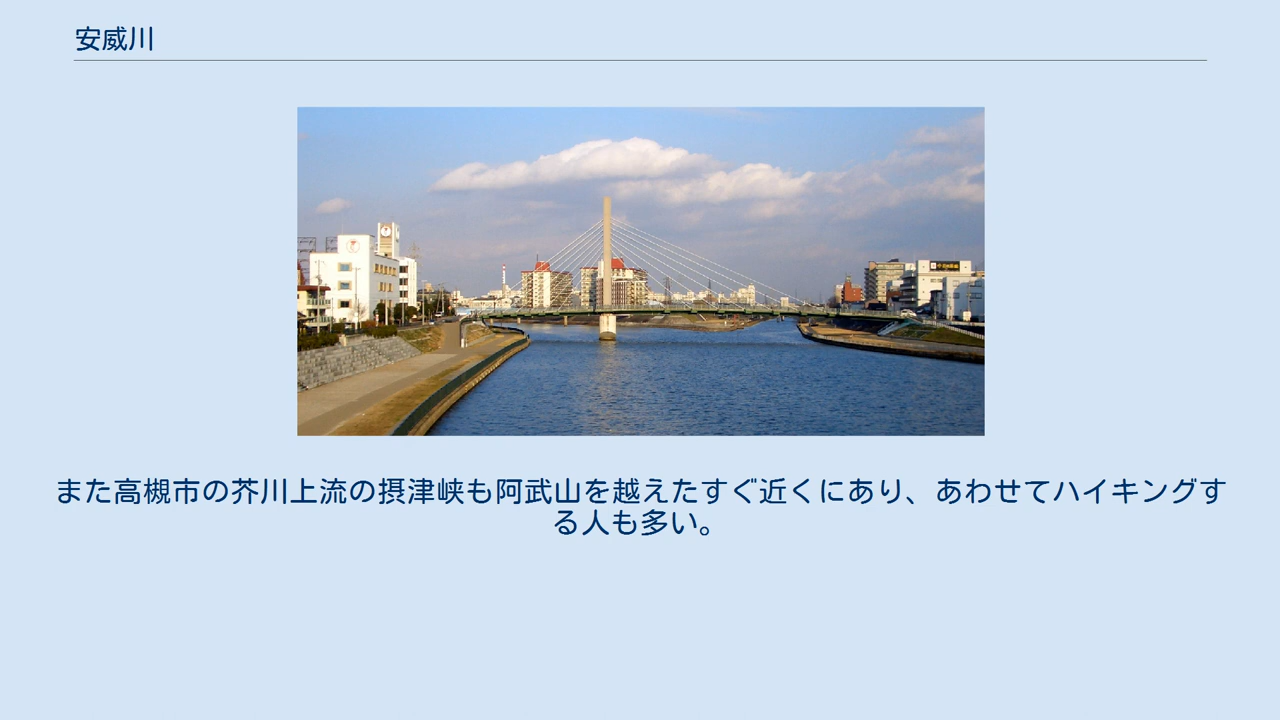 安威川
また高槻市の芥川上流の摂津峡も阿武山を越えたすぐ近くにあり、あわせてハイキングす
る人も多い。